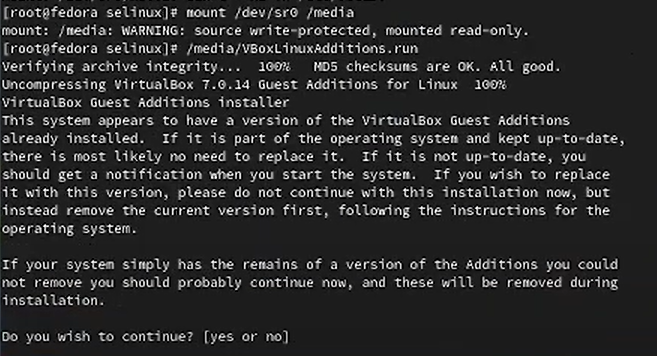 [root@fedora selinux]# mount /dev/sr0 /media
mount: /media: WARNING: source write-protected, mounted read-only.
[root@fedora selinux]# /media/VBoxLinuxAdditions.run
Verifying archive integrity...  100%   MD5 checksums are OK. All good.
Uncompressing VirtualBox 7.0.14 Guest Additions for Linux  100%
VirtualBox Guest Additions installer
This system appears to have a version of the VirtualBox Guest Additions
already installed.  If it is part of the operating system and kept up-to-date,
there is most likely no need to replace it.  If it is not up-to-date, you
should get a notification when you start the system.  If you wish to replace
it with this version, please do not continue with this installation now, but
instead remove the current version first, following the instructions for the
operating system.

If your system simply has the remains of a version of the Additions you could
not remove you should probably continue now, and these will be removed during
installation.

Do you wish to continue? [yes or no]